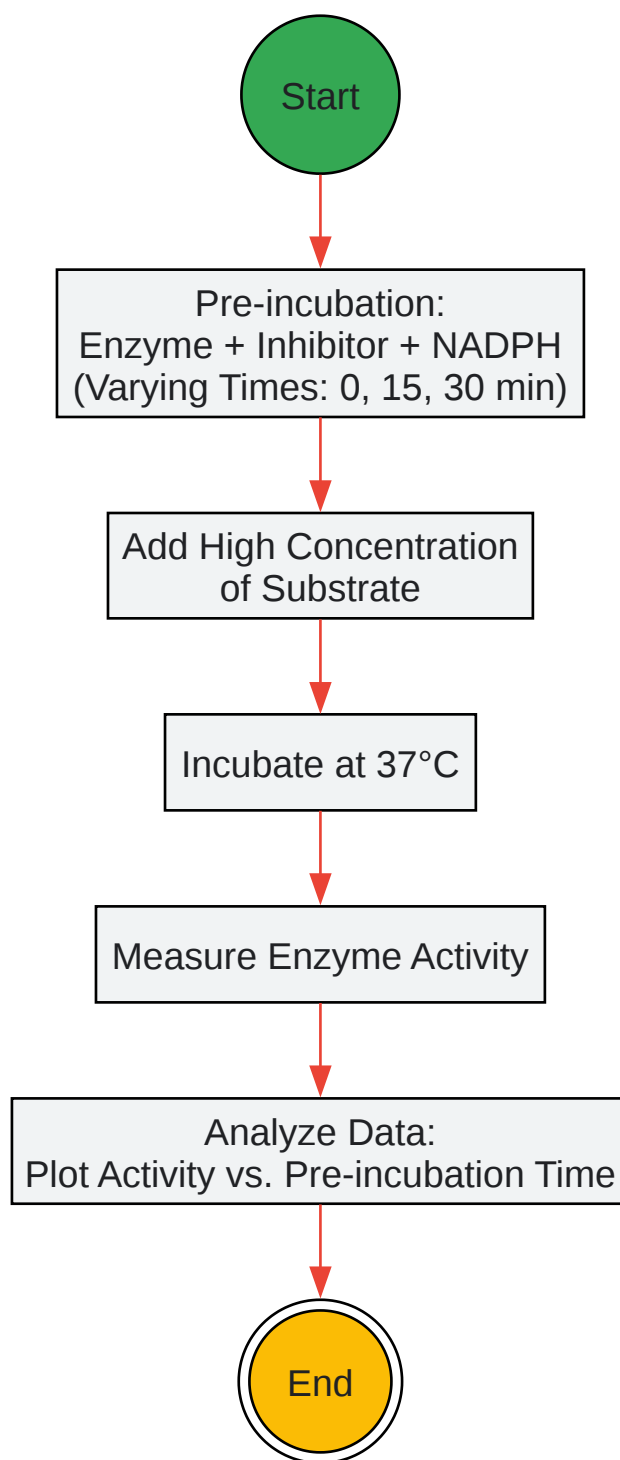 Start
Pre-incubation:
Enzyme + Inhibitor + NADPH
(Varying Times: 0, 15, 30 min)
Add High Concentration
of Substrate
Incubate at 37°C
Measure Enzyme Activity
Analyze Data:
Plot Activity vs. Pre-incubation Time
End